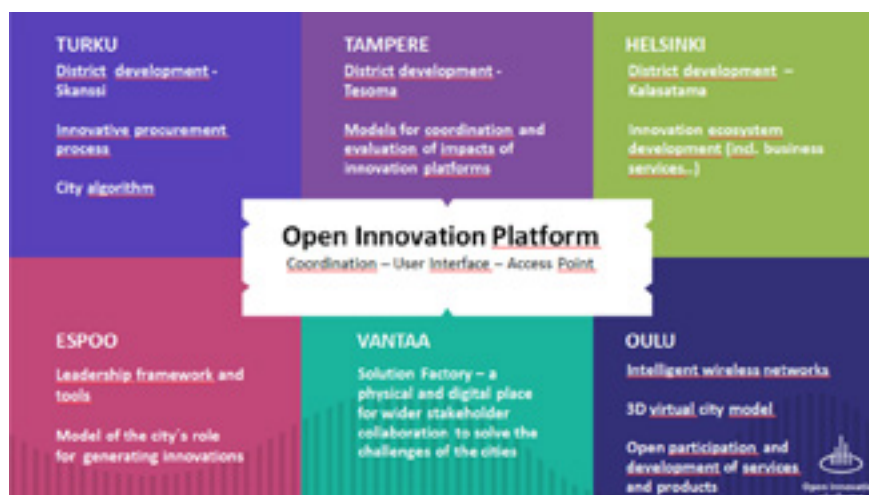 TURKU
District development -
Skanssi
Innovative procurement
process
City algorithm
TAMPERE
District development -
Tesoma
Models for coordination and
evaluation of impacts of
innovation platforms
HELSINKI
District development –
Kalasatama
Innovation ecosystem
development (incl. business
services..)
Open Innovation Platform
Coordination – User Interface – Access Point
ESPOO
Leadership framework and
tools
Model of the city´s role
for generating innovations
VANTAA
Solution Factory – a
physical and digital place
for wider stakeholder
collaboration to solve the
challenges of the cities
OULU
Intelligent wireless networks
3D virtual city model
Open participation and
development of services
and products
Open Innovati